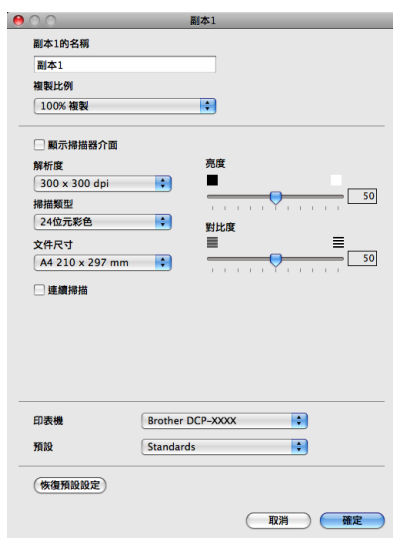 副本1
副本1的名稱
副本1
複製比例
100% 複製
顯示掃描器介面
解析度
300 x 300 dpi
掃描類型
24位元彩色
文件尺寸
A4 210 x 297 mm
連續掃描
亮度
50
對比度
50
印表機
Brother DCP-XXXX
預設
Standards
恢復預設設定
取消
確定